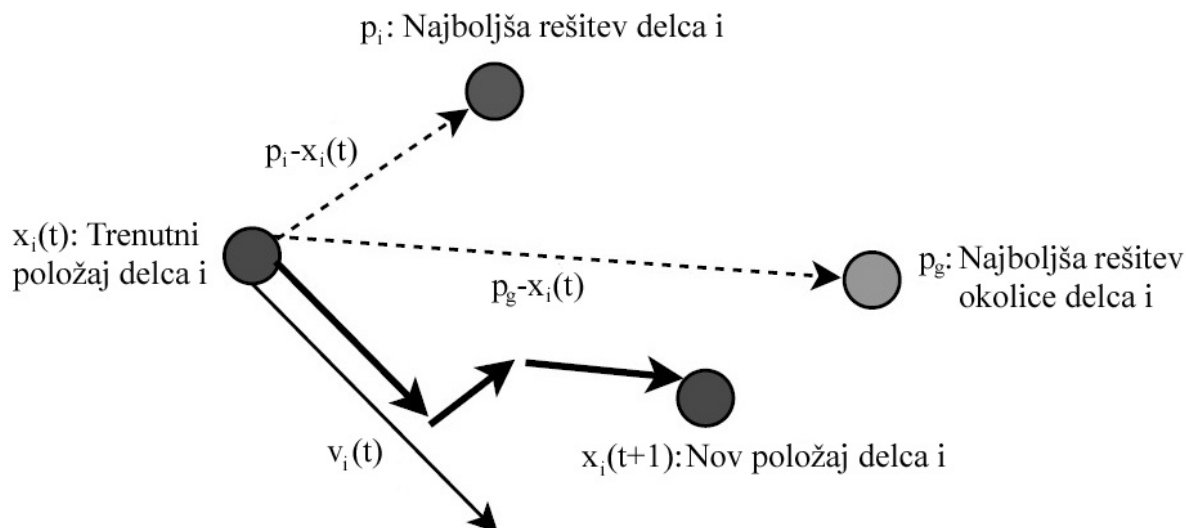 pᵢ: Najboljša rešitev delca i
pᵢ-xᵢ(t)
xᵢ(t): Trenutni
položaj delca i
p_g: Najboljša rešitev
okolice delca i
p_g-xᵢ(t)
vᵢ(t)
xᵢ(t+1): Nov položaj delca i